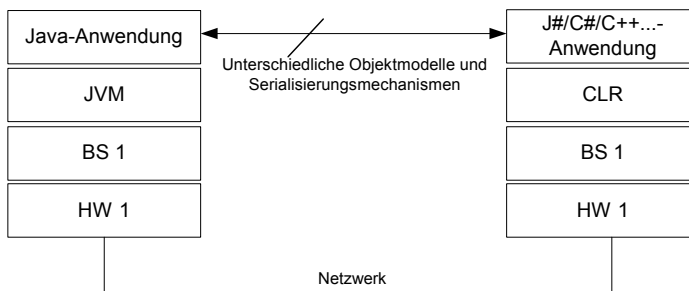 Java-Anwendung
J#/C#/C++...-
Anwendung
Unterschiedliche Objektmodelle und
Serialisierungsmechanismen
JVM
CLR
BS 1
BS 1
HW 1
HW 1
Netzwerk